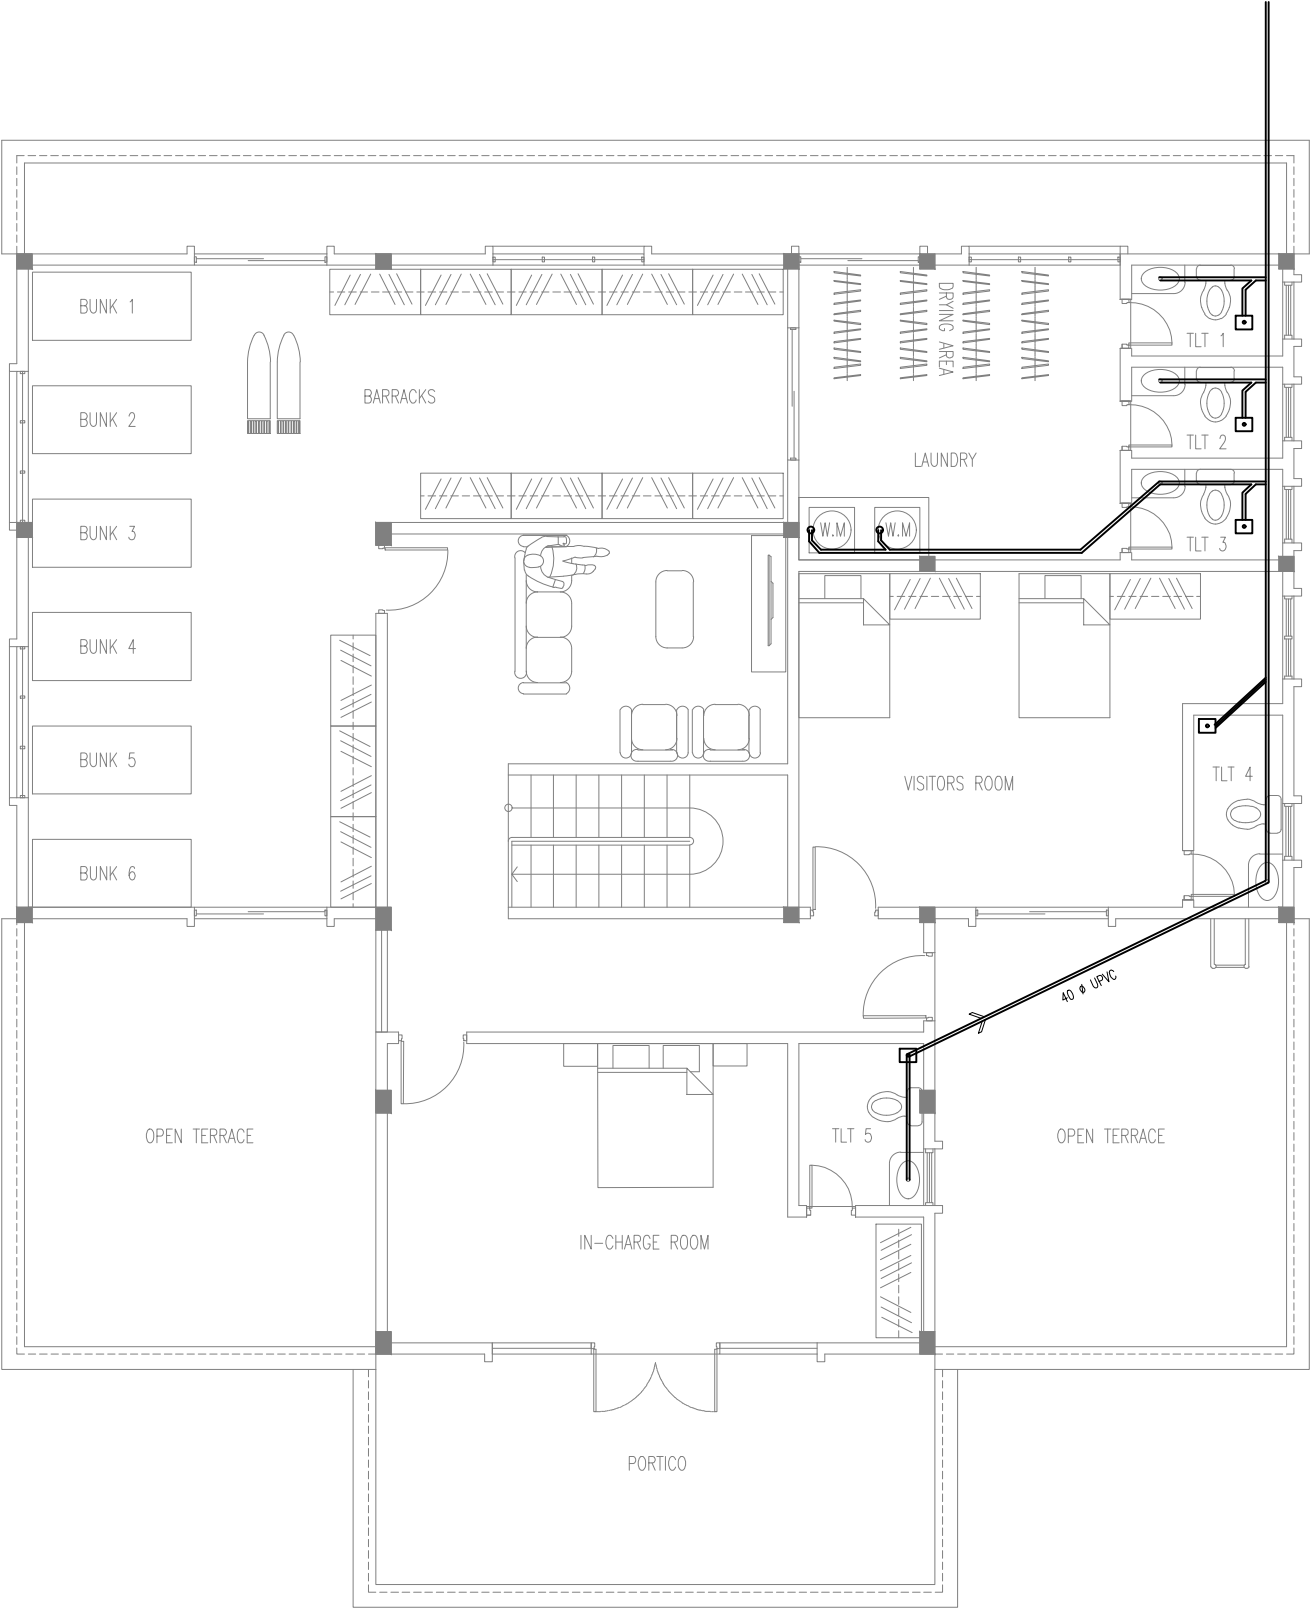 BUNK 1
DRYING AREA
TLT 1
BARRACKS
BUNK 2
TLT 2
LAUNDRY
BUNK 3
W.M
W.M
TLT 3
BUNK 4
BUNK 5
TLT 4
VISITORS ROOM
BUNK 6
40 ø UPVC
OPEN TERRACE
TLT 5
OPEN TERRACE
IN-CHARGE ROOM
PORTICO